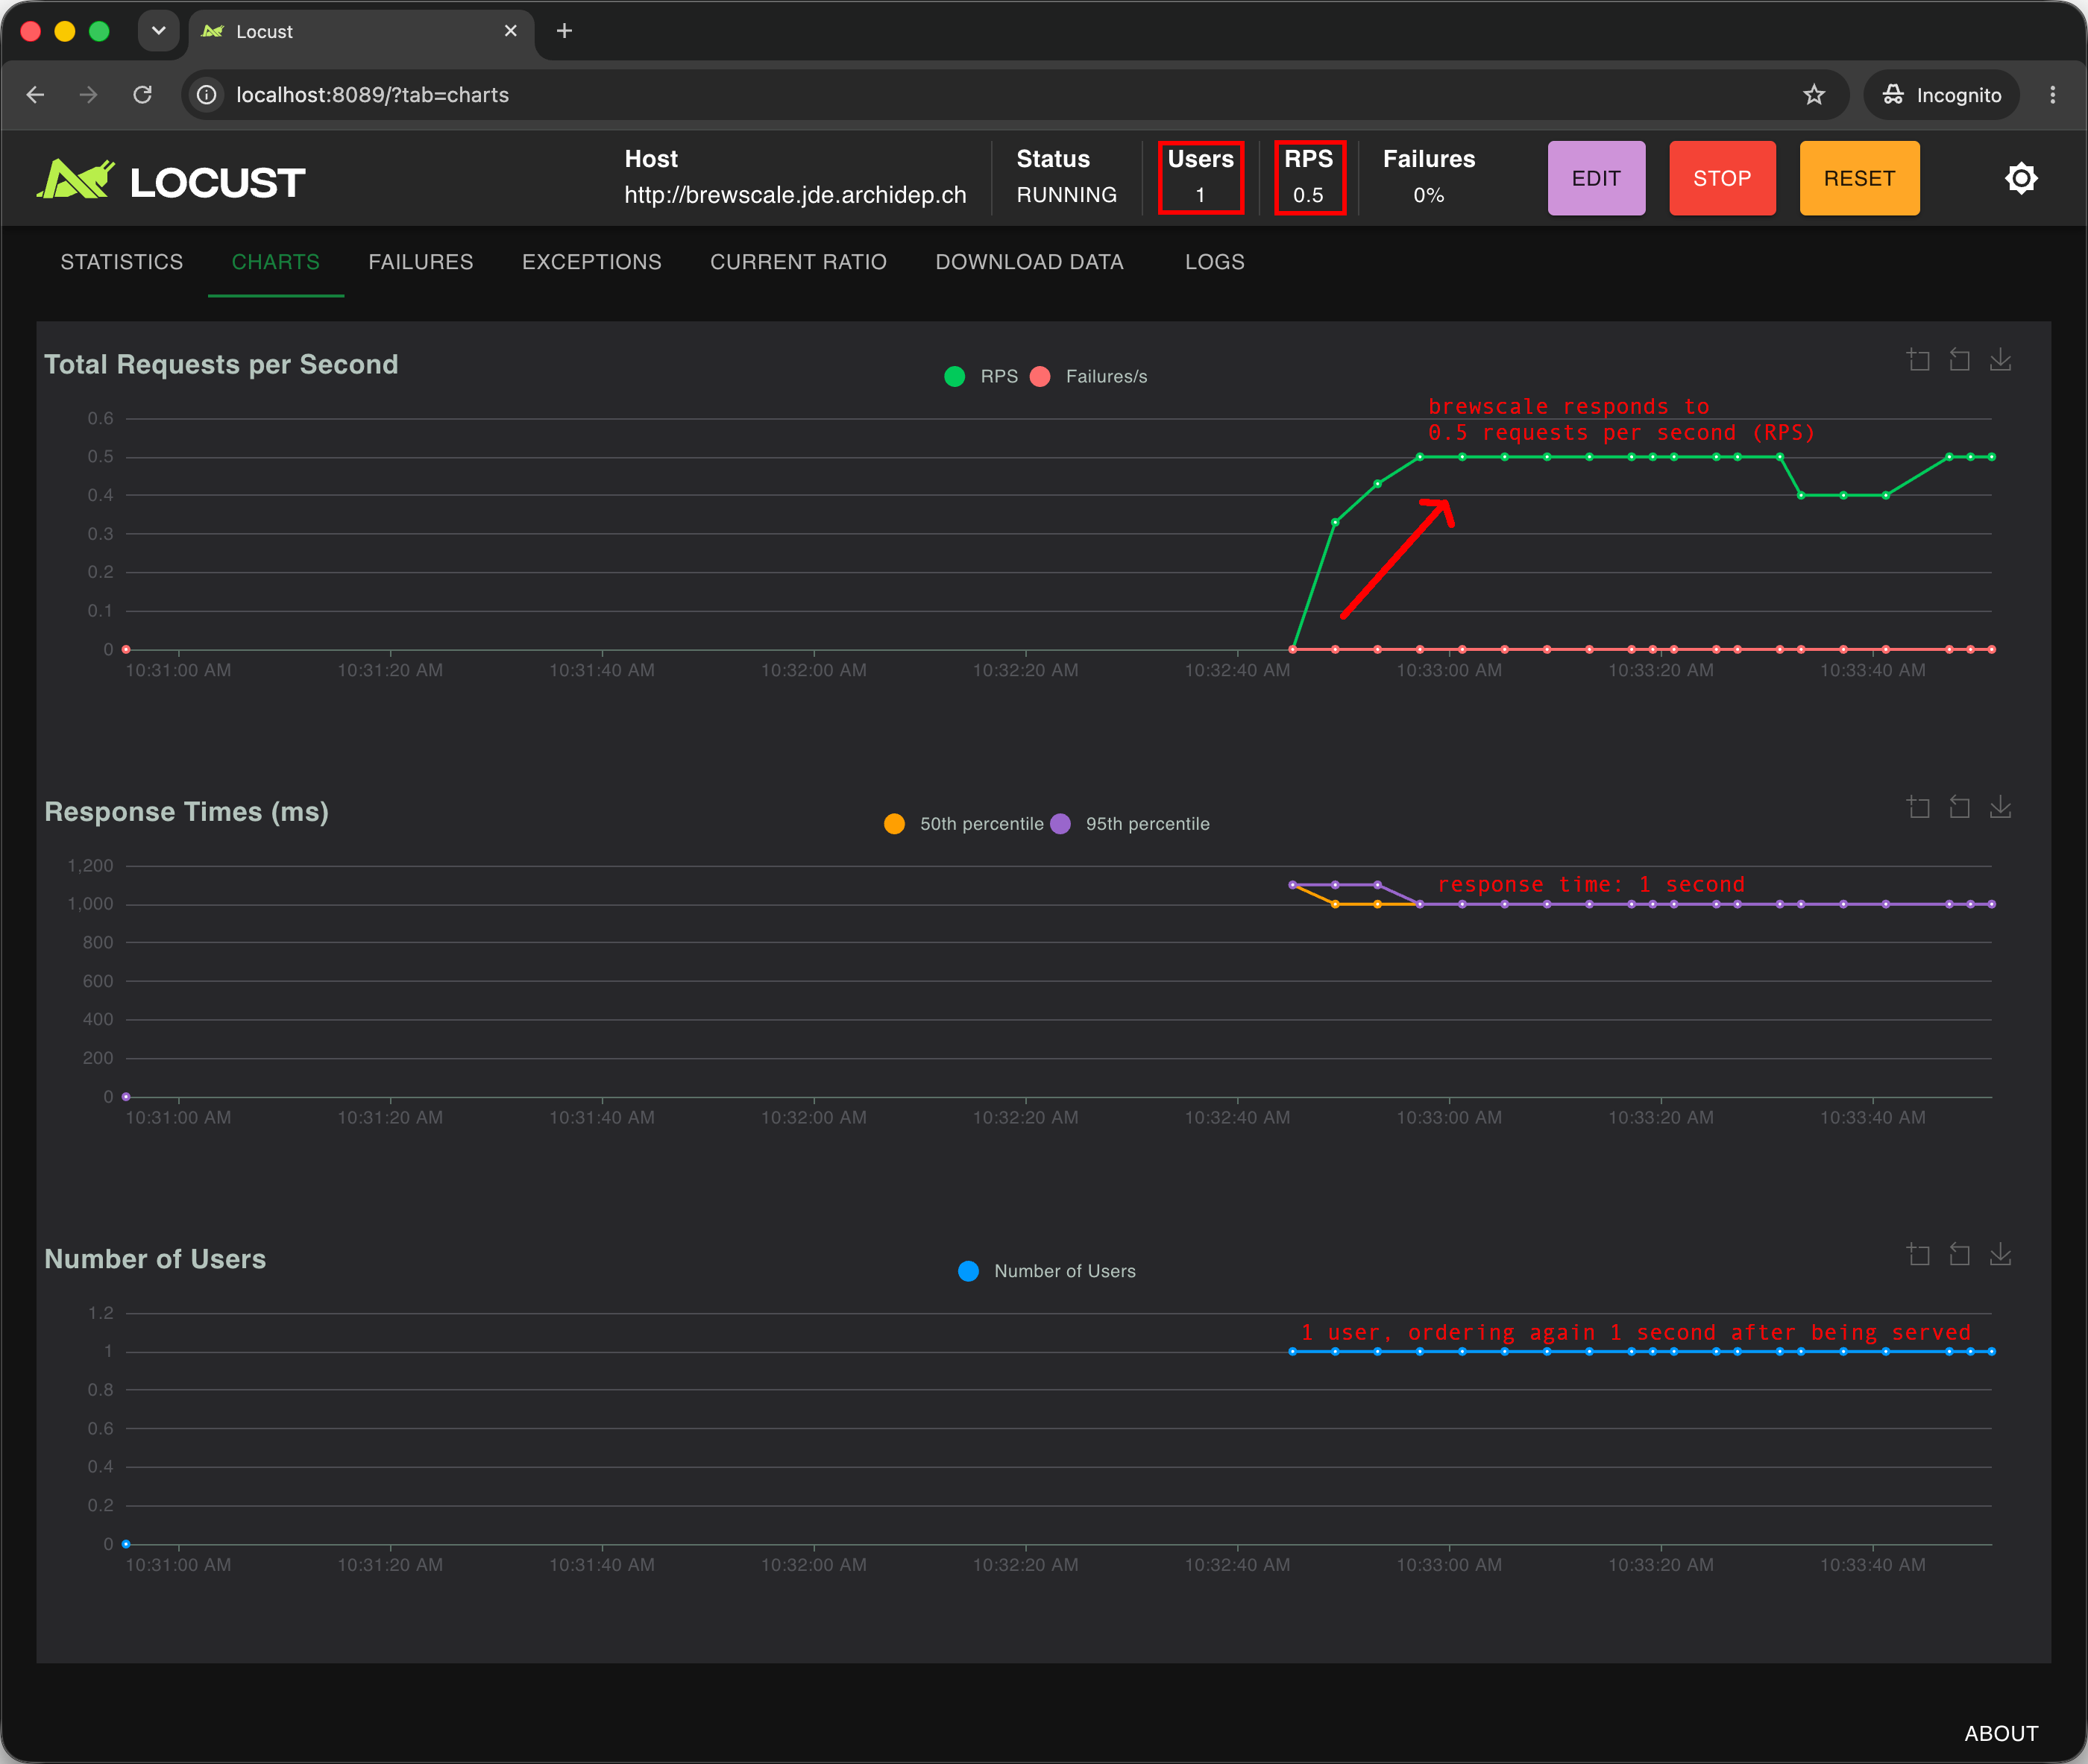 Locust
localhost:8089/?tab=charts
Incognito
LOCUST
Host
http://brewscale.jde.archidep.ch
Status
RUNNING
Users
1
RPS
0.5
Failures
0%
EDIT
STOP
RESET
STATISTICS
CHARTS
FAILURES
EXCEPTIONS
CURRENT RATIO
DOWNLOAD DATA
LOGS
Total Requests per Second
RPS
Failures/s
brewscale responds to
0.5 requests per second (RPS)
0.6
0.5
0.4
0.3
0.2
0.1
0
10:31:00 AM
10:31:20 AM
10:31:40 AM
10:32:00 AM
10:32:20 AM
10:32:40 AM
10:33:00 AM
10:33:20 AM
10:33:40 AM
Response Times (ms)
50th percentile
95th percentile
response time: 1 second
1,200
1,000
800
600
400
200
0
10:31:00 AM
10:31:20 AM
10:31:40 AM
10:32:00 AM
10:32:20 AM
10:32:40 AM
10:33:00 AM
10:33:20 AM
10:33:40 AM
Number of Users
Number of Users
1 user, ordering again 1 second after being served
1.2
1
0.8
0.6
0.4
0.2
0
10:31:00 AM
10:31:20 AM
10:31:40 AM
10:32:00 AM
10:32:20 AM
10:32:40 AM
10:33:00 AM
10:33:20 AM
10:33:40 AM
ABOUT